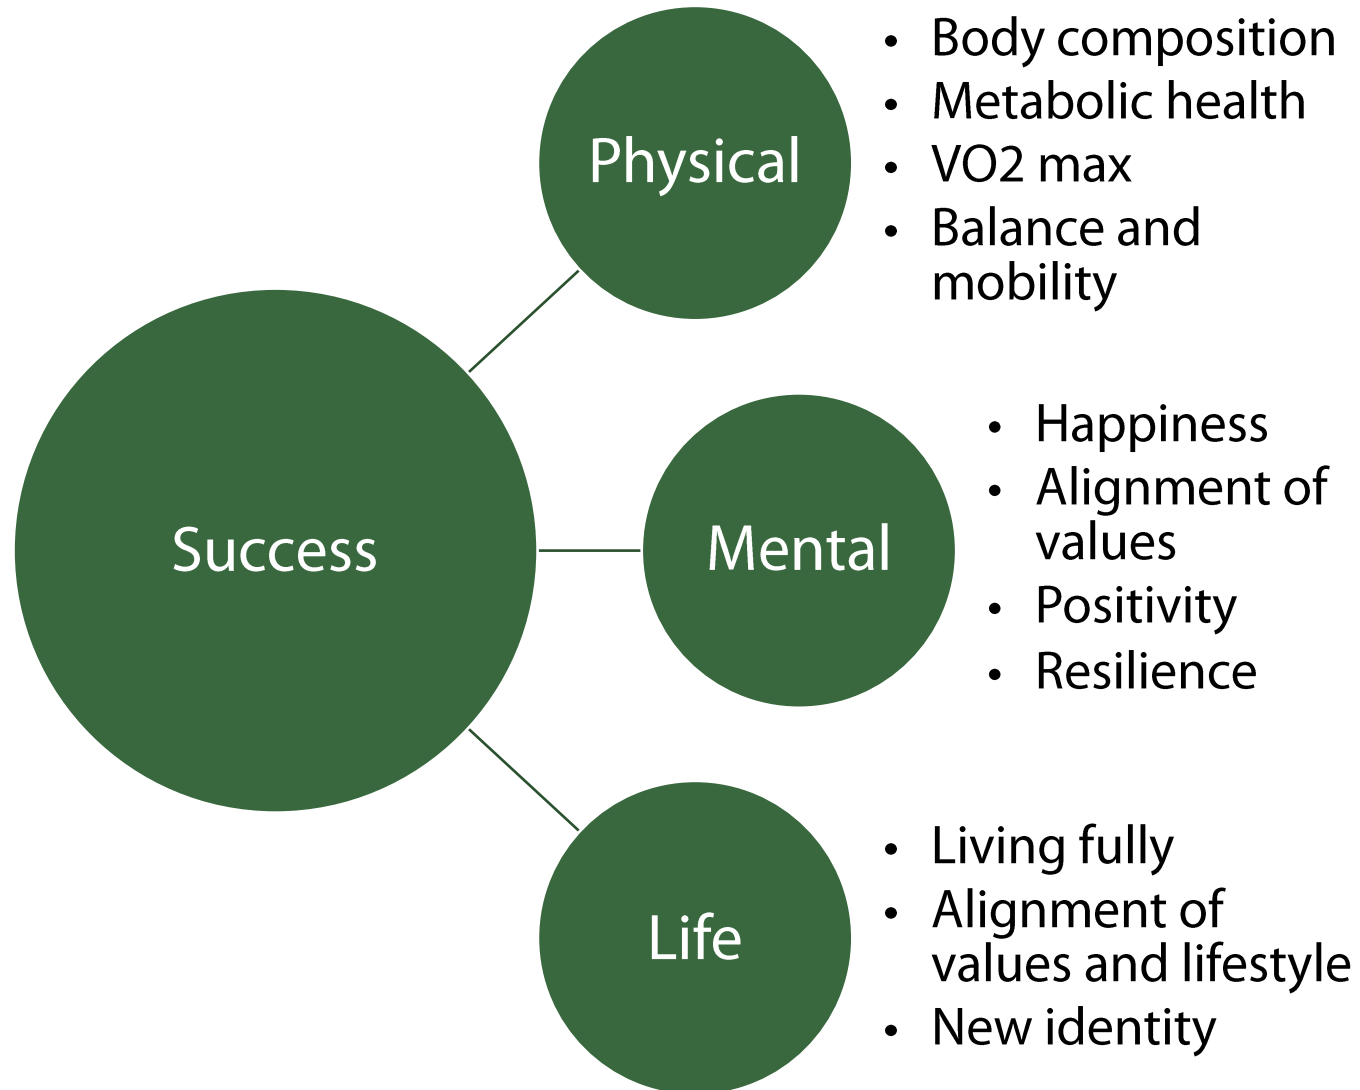 Success
Physical
• Body composition
• Metabolic health
• VO2 max
• Balance and
mobility
Mental
• Happiness
• Alignment of
values
• Positivity
• Resilience
Life
• Living fully
• Alignment of
values and lifestyle
• New identity